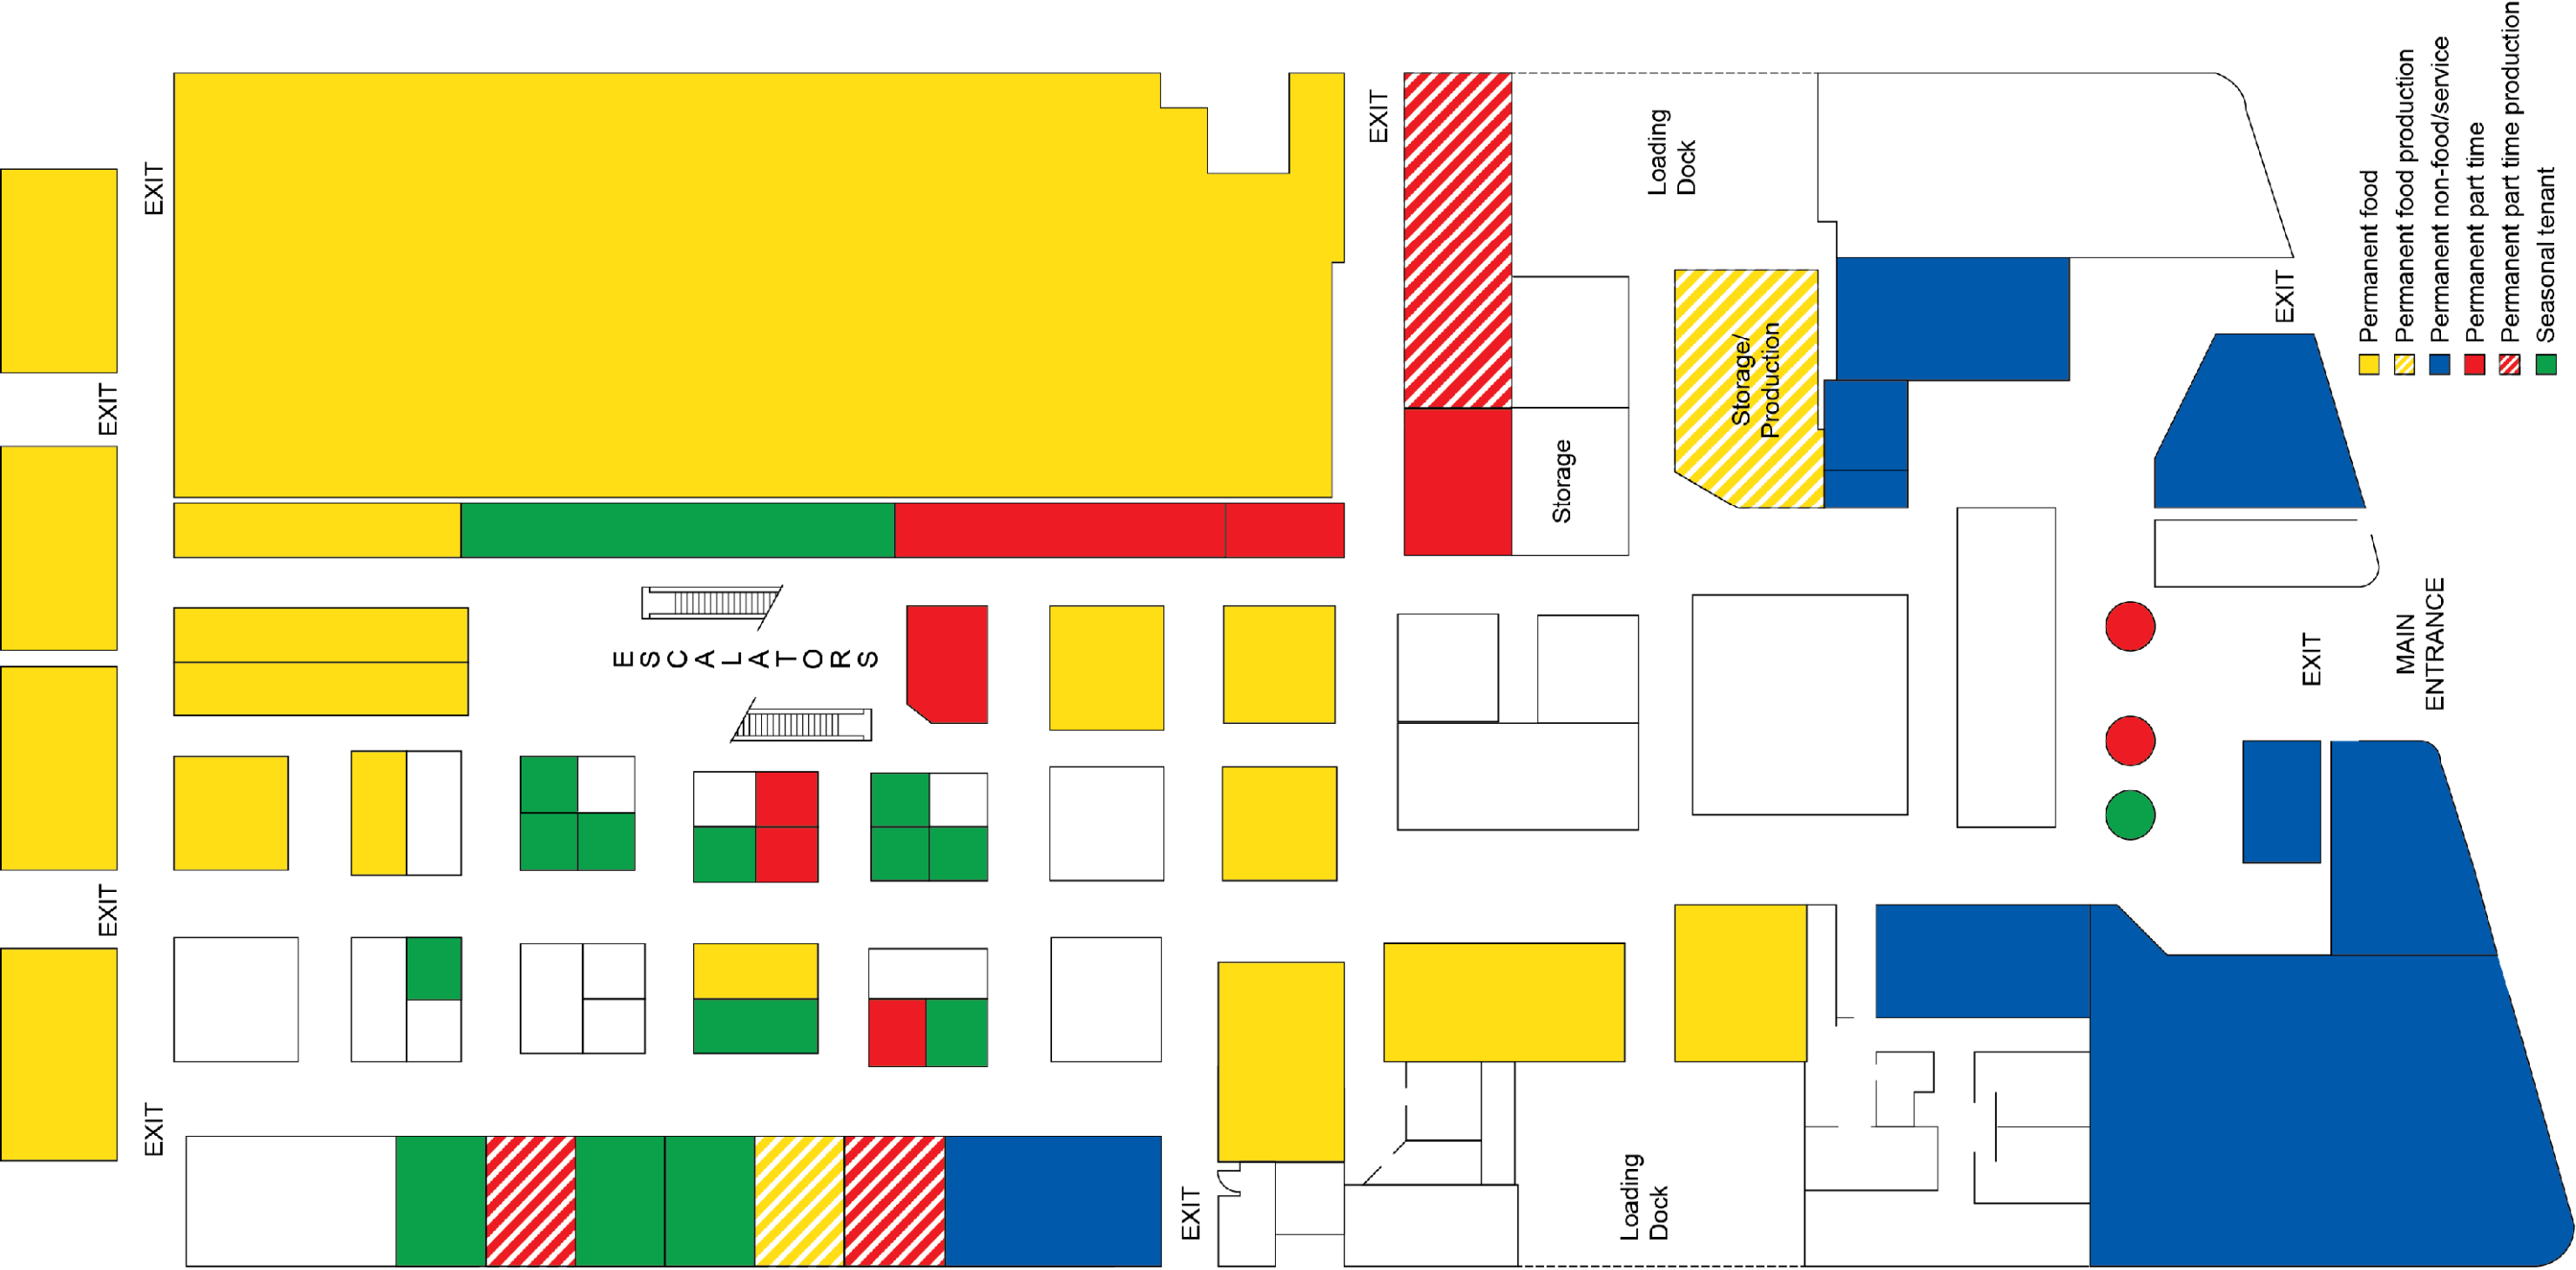 EXIT
EXIT
EXIT
EXIT
EXIT
EXIT
EXIT
EXIT
ESCALATORS
Loading
Dock
Storage/
Production
Storage
Loading
Dock
EXIT
MAIN
ENTRANCE
Permanent food
Permanent food production
Permanent non-food/service
Permanent part time
Permanent part time production
Seasonal tenant